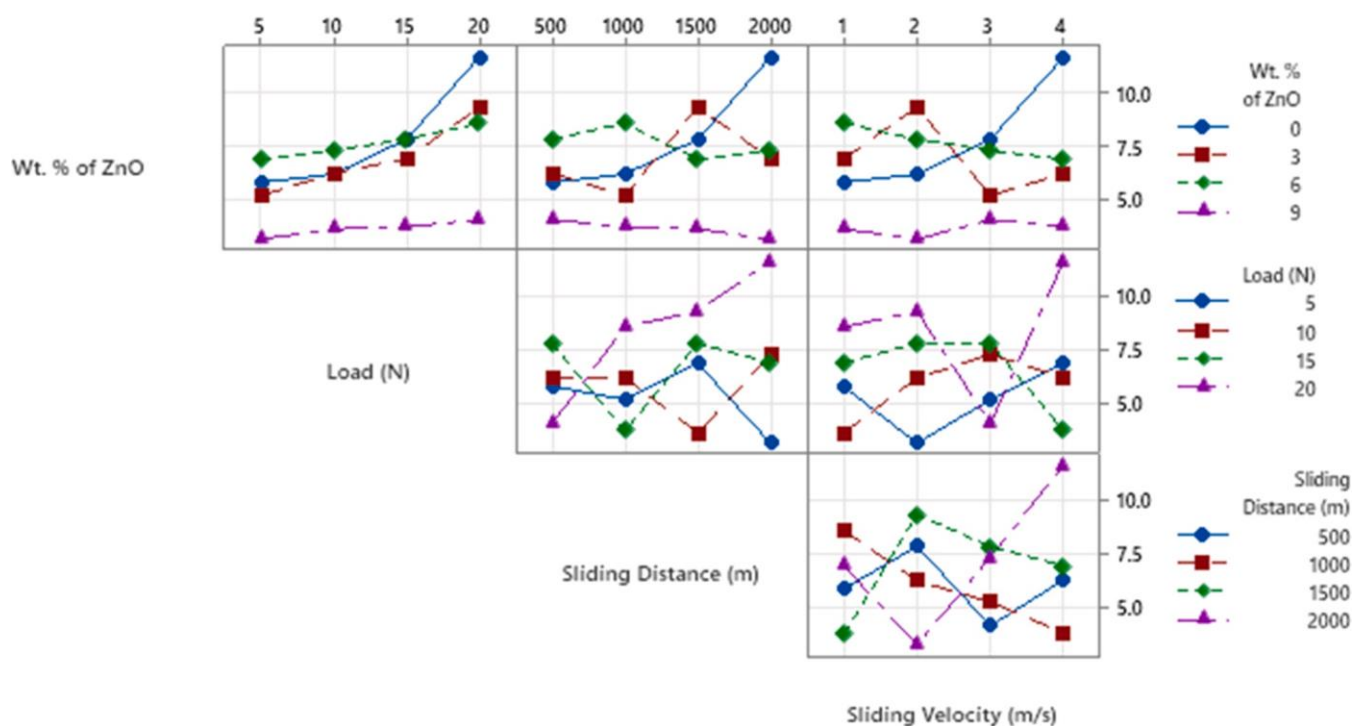 5 10 15 20 500 1000 1500 2000 1 2 3 4
Wt. %
of ZnO
10.0
0
7.5
3
Wt. % of ZnO
6
5.0
9
Load (N)
10.0
5
10
7.5
15
Load (N)
20
5.0
Sliding
Distance (m)
10.0
500
7.5
1000
Sliding Distance (m)
1500
5.0
2000
Sliding Velocity (m/s)